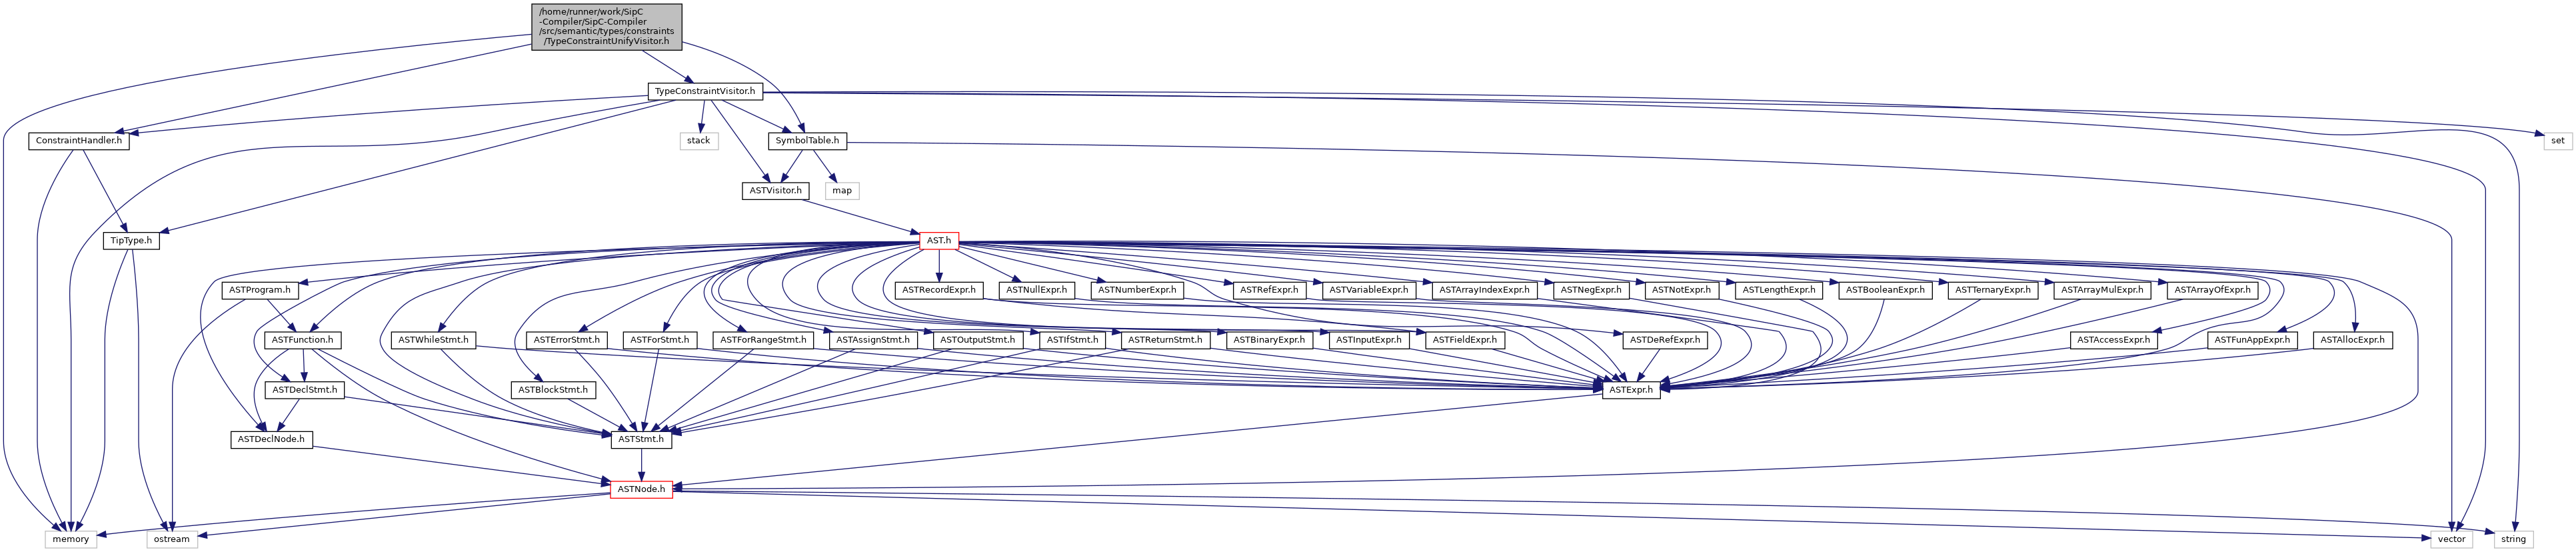 /home/runner/work/SipC
-Compiler/SipC-Compiler
/src/semantic/types/constraints
/TypeConstraintUnifyVisitor.h
TypeConstraintVisitor.h
ConstraintHandler.h
stack
SymbolTable.h
set
ASTVisitor.h
map
TipType.h
AST.h
ASTProgram.h
ASTRecordExpr.h
ASTNullExpr.h
ASTNumberExpr.h
ASTRefExpr.h
ASTVariableExpr.h
ASTArrayIndexExpr.h
ASTNegExpr.h
ASTNotExpr.h
ASTLengthExpr.h
ASTBooleanExpr.h
ASTTernaryExpr.h
ASTArrayMulExpr.h
ASTArrayOfExpr.h
ASTFunction.h
ASTWhileStmt.h
ASTErrorStmt.h
ASTForStmt.h
ASTForRangeStmt.h
ASTAssignStmt.h
ASTOutputStmt.h
ASTIfStmt.h
ASTReturnStmt.h
ASTBinaryExpr.h
ASTInputExpr.h
ASTFieldExpr.h
ASTDeRefExpr.h
ASTAccessExpr.h
ASTFunAppExpr.h
ASTAllocExpr.h
ASTDeclStmt.h
ASTBlockStmt.h
ASTExpr.h
ASTDeclNode.h
ASTStmt.h
ASTNode.h
memory
ostream
vector
string